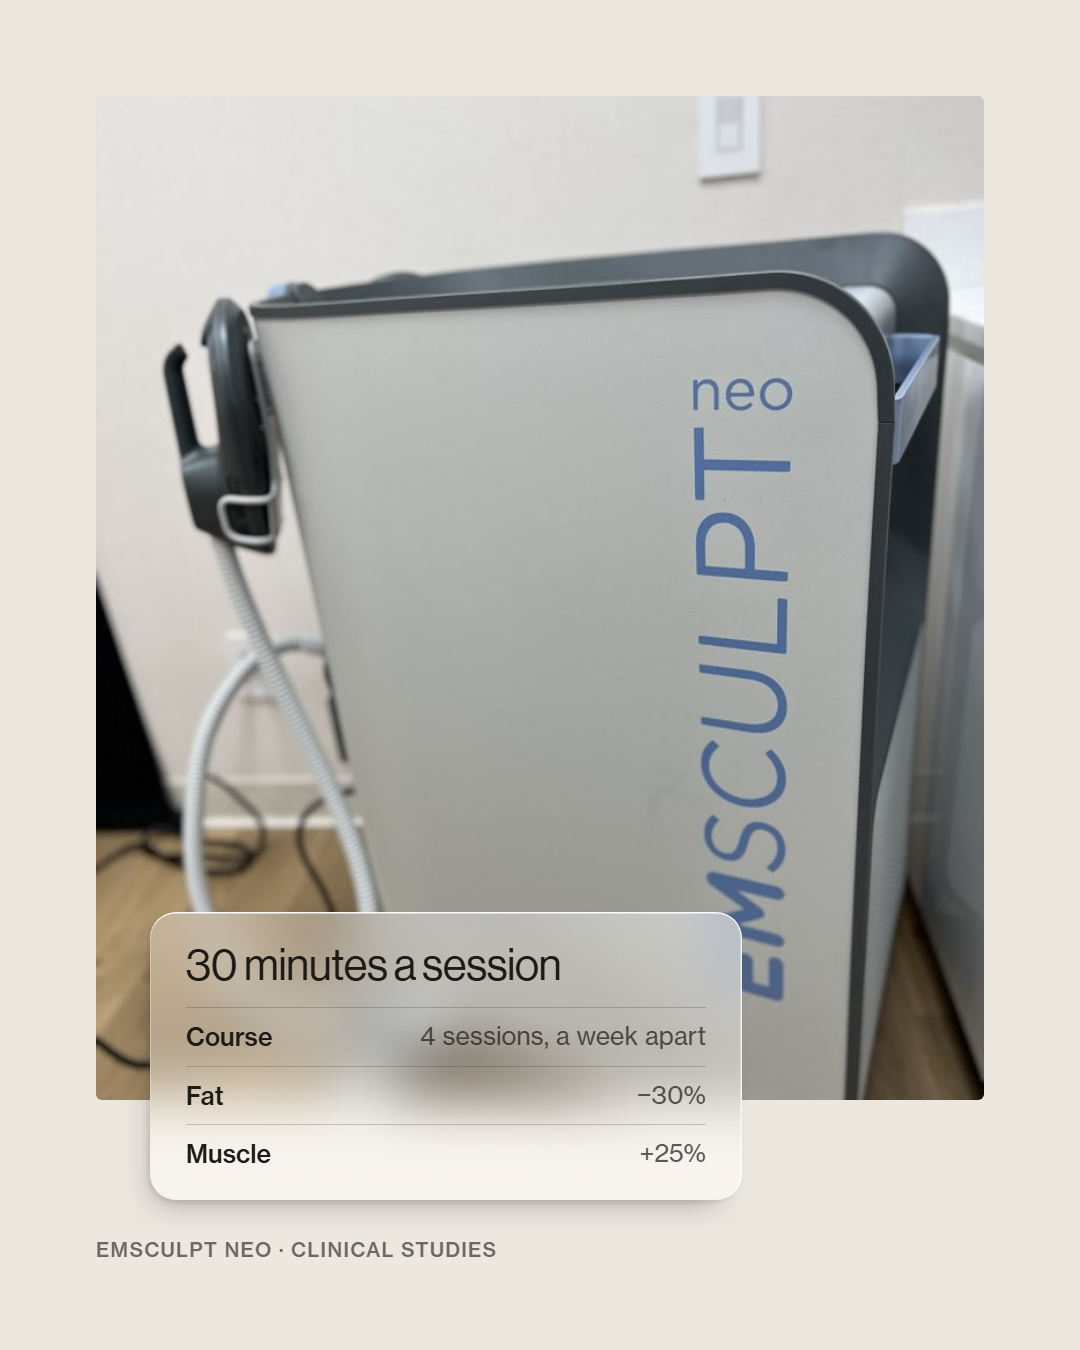 neo
EMSCULPT
30 minutes a session
Course 4 sessions, a week apart
Fat −30%
Muscle +25%
EMSCULPT NEO · CLINICAL STUDIES